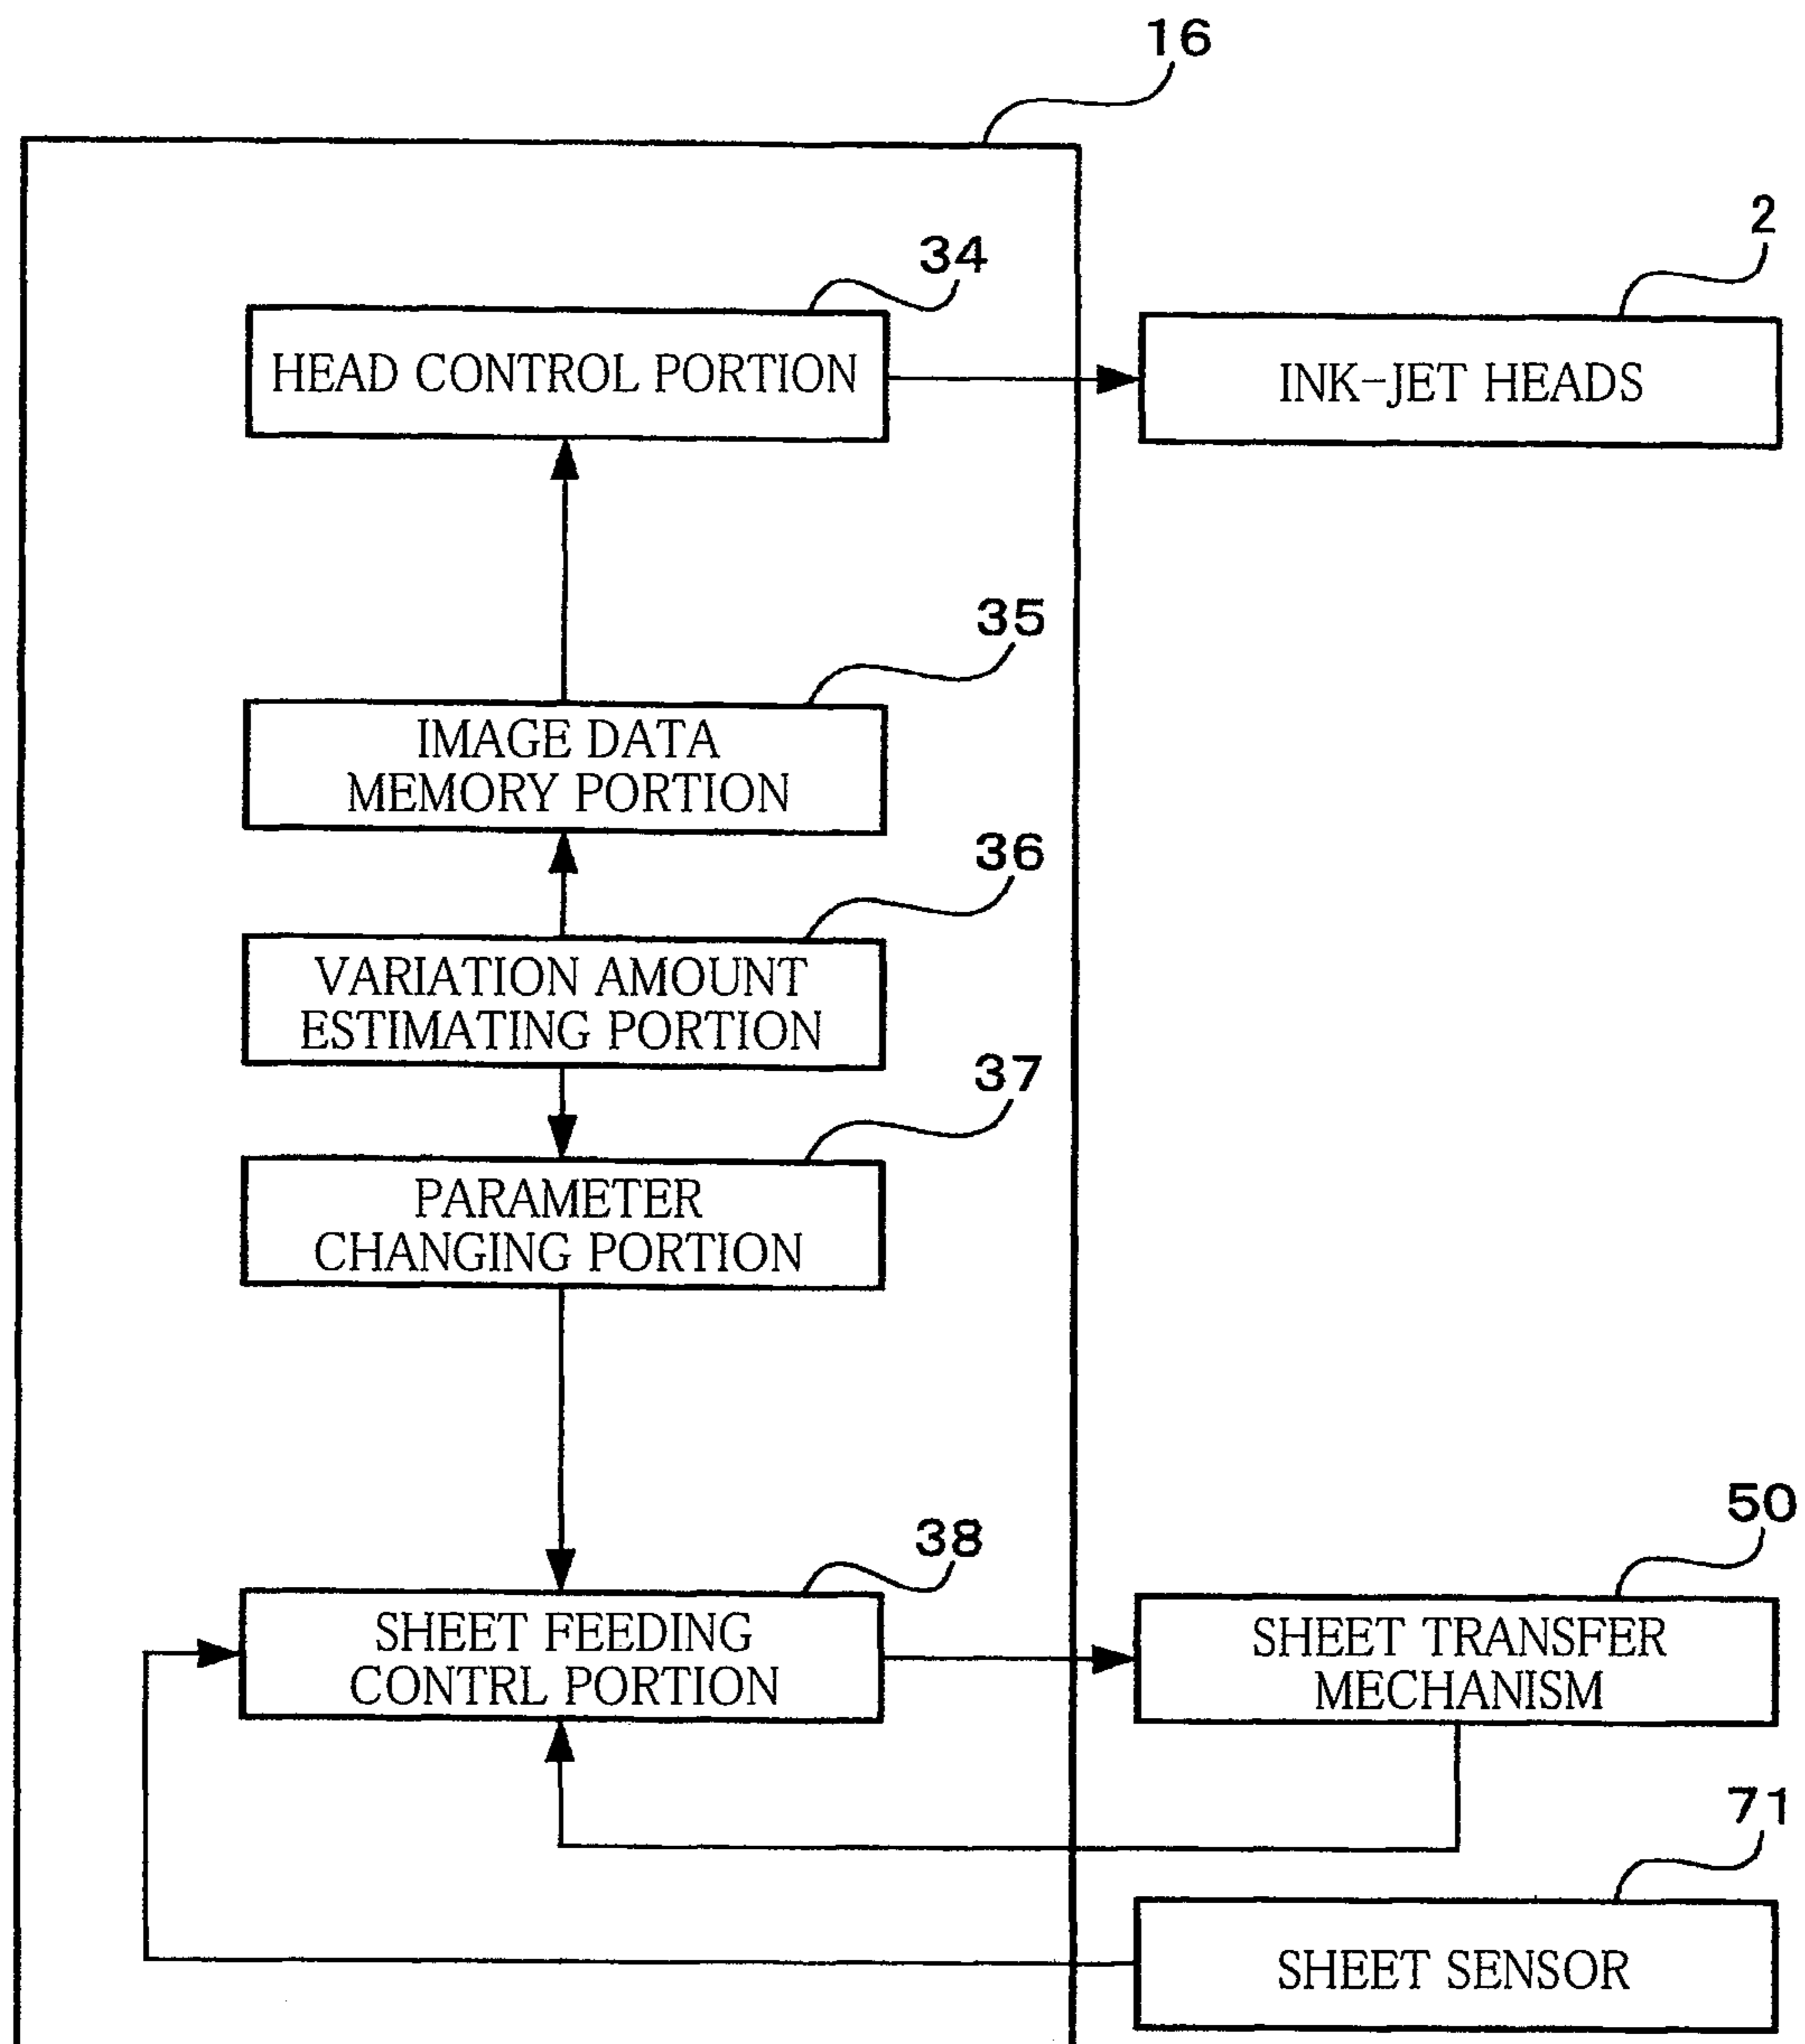 16
2
34
HEAD CONTROL PORTION
INK-JET HEADS
35
IMAGE DATA
MEMORY PORTION
36
VARIATION AMOUNT
ESTIMATING PORTION
37
PARAMETER
CHANGING PORTION
50
38
SHEET FEEDING
CONTRL PORTION
SHEET TRANSFER
MECHANISM
71
SHEET SENSOR